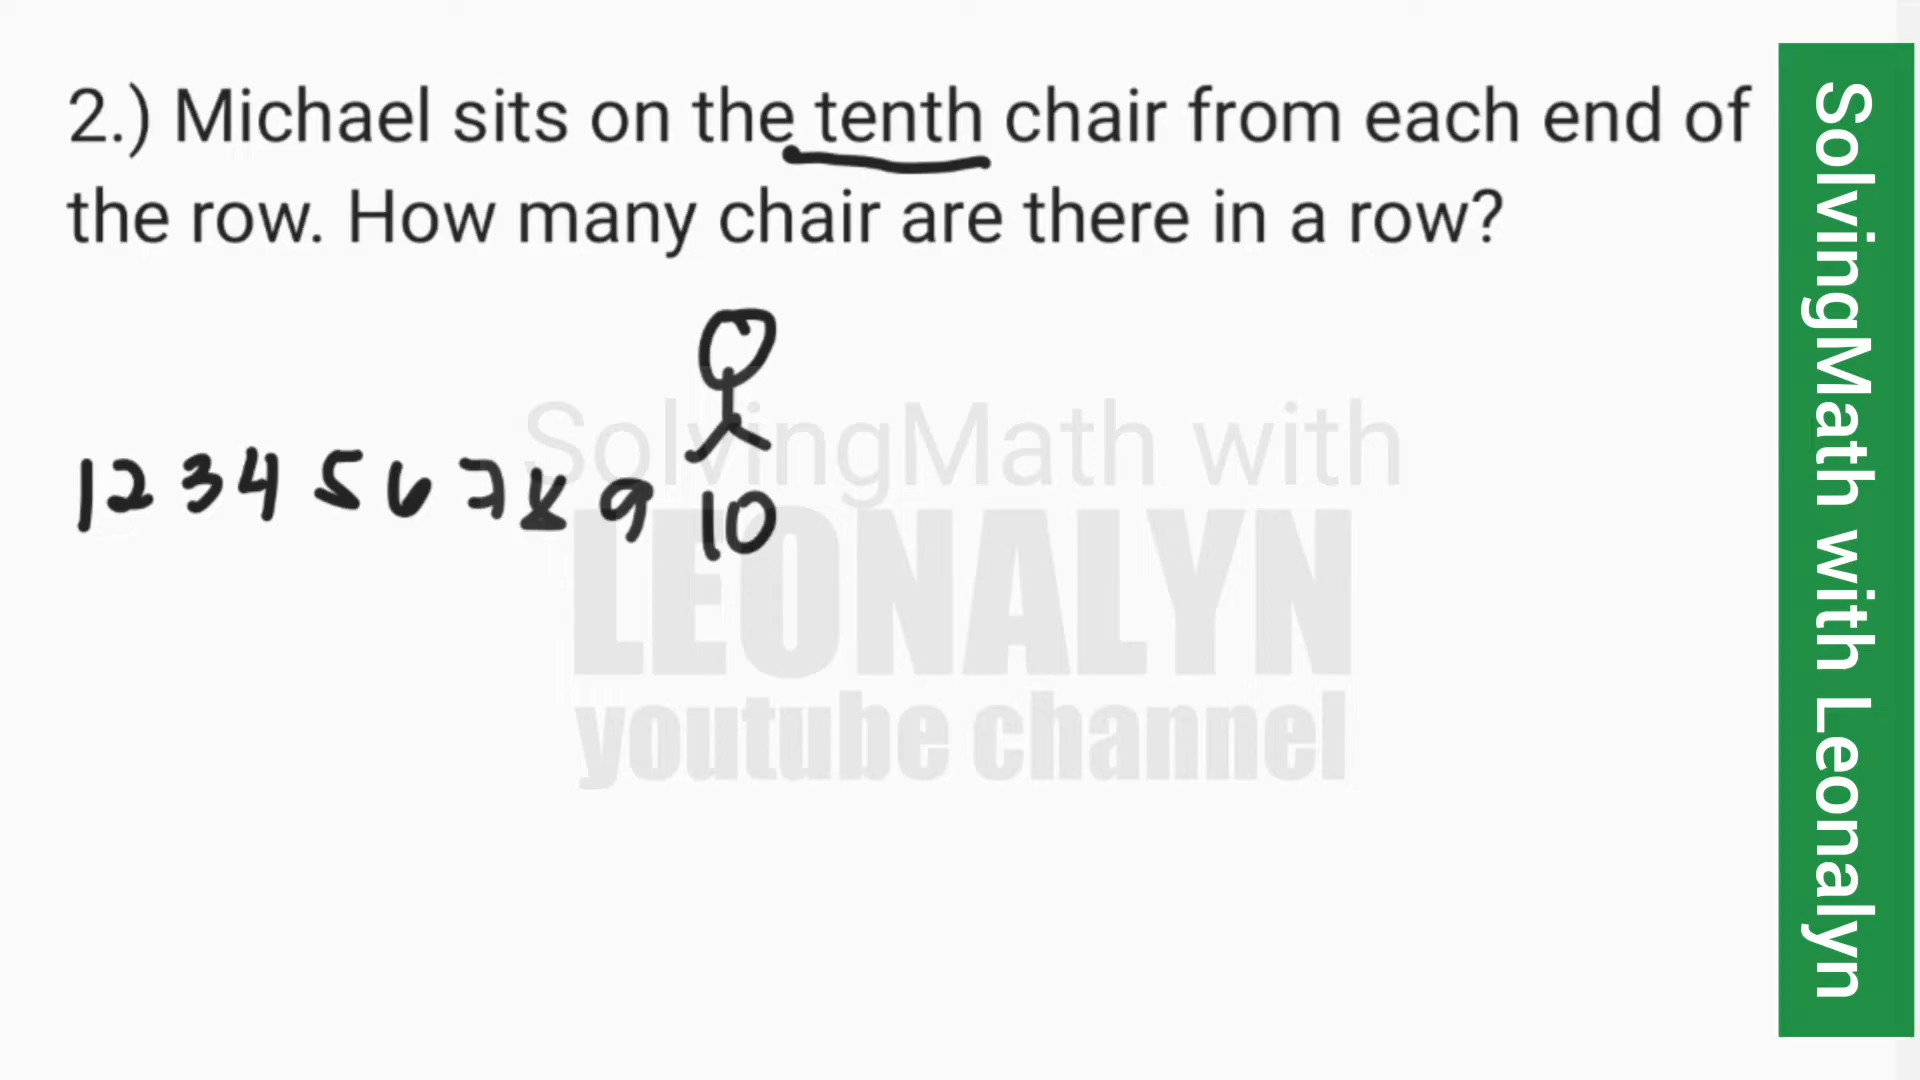 2.) Michael sits on the tenth chair from each end of
the row. How many chair are there in a row?
1 2 3 4 5 6 7 8 9 10
SolvingMath with
LEONALYN
youtube channel
SolvingMath with Leonalyn